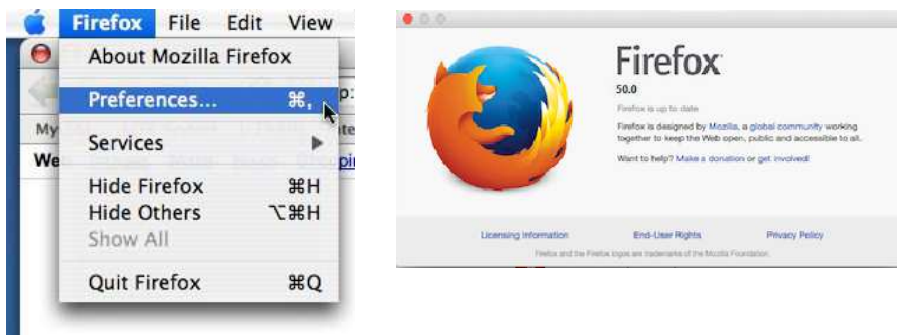 Firefox File Edit View
About Mozilla Firefox
Preferences... ⌘,
Services
Hide Firefox ⌘H
Hide Others ⌥⌘H
Show All
Quit Firefox ⌘Q
p:
My
We
Firefox
50.0
Firefox is up to date
Firefox is designed by Mozilla, a global community working
together to keep the Web open, public and accessible to all.
Want to help? Make a donation or get involved!
Licensing Information End-User Rights Privacy Policy
Firefox and the Firefox logos are trademarks of the Mozilla Foundation.